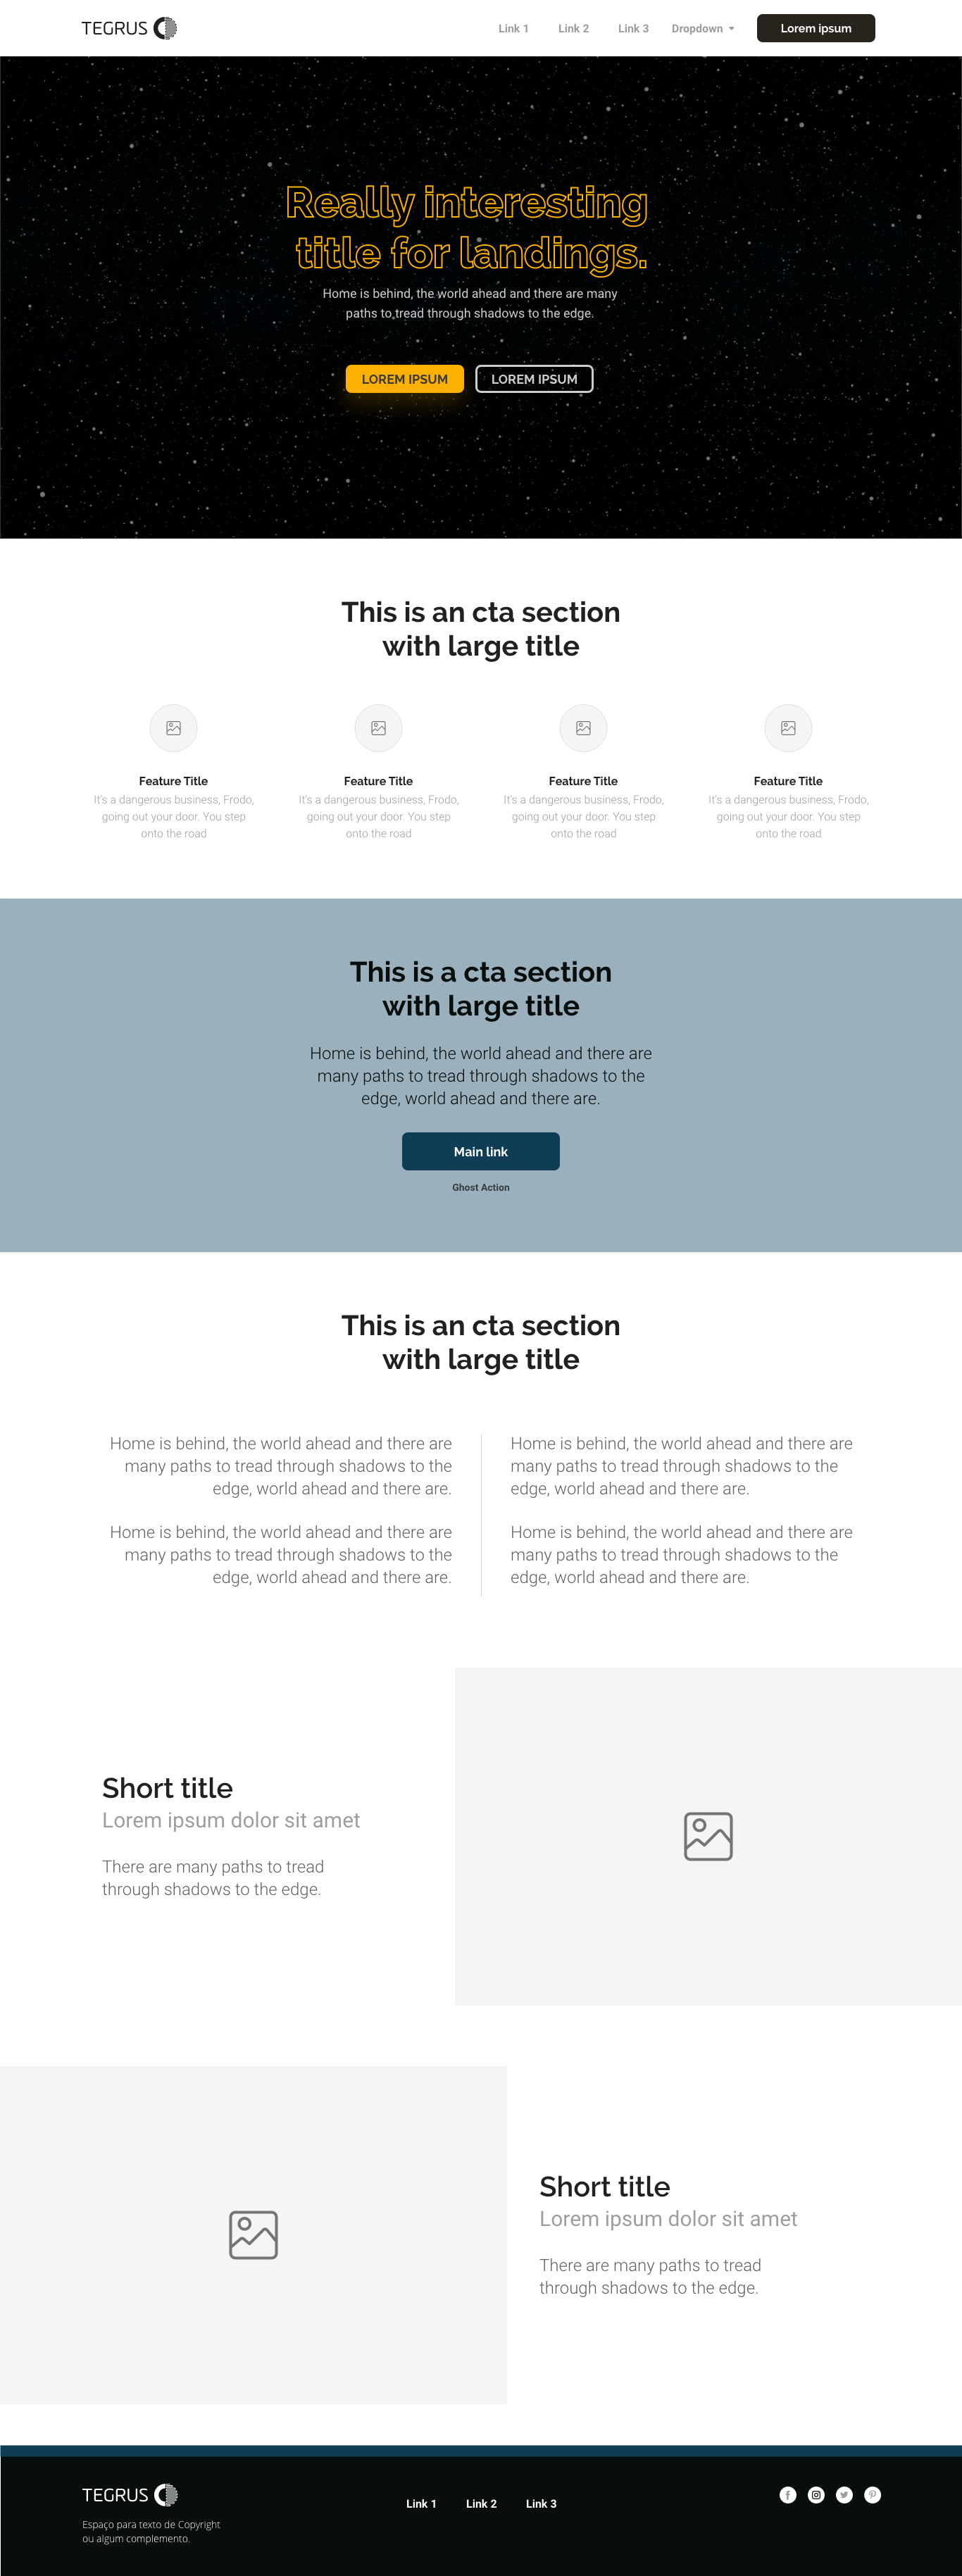 TEGRUS
Link 1
Link 2
Link 3
Dropdown
Lorem ipsum
Really interesting
title for landings.
Home is behind, the world ahead and there are many
paths to tread through shadows to the edge.
LOREM IPSUM
LOREM IPSUM
This is an cta section
with large title
Feature Title
It's a dangerous business, Frodo,
going out your door. You step
onto the road
Feature Title
It's a dangerous business, Frodo,
going out your door. You step
onto the road
Feature Title
It's a dangerous business, Frodo,
going out your door. You step
onto the road
Feature Title
It's a dangerous business, Frodo,
going out your door. You step
onto the road
This is a cta section
with large title
Home is behind, the world ahead and there are
many paths to tread through shadows to the
edge, world ahead and there are.
Main link
Ghost Action
This is an cta section
with large title
Home is behind, the world ahead and there are
many paths to tread through shadows to the
edge, world ahead and there are.
Home is behind, the world ahead and there are
many paths to tread through shadows to the
edge, world ahead and there are.
Home is behind, the world ahead and there are
many paths to tread through shadows to the
edge, world ahead and there are.
Home is behind, the world ahead and there are
many paths to tread through shadows to the
edge, world ahead and there are.
Short title
Lorem ipsum dolor sit amet
There are many paths to tread
through shadows to the edge.
Short title
Lorem ipsum dolor sit amet
There are many paths to tread
through shadows to the edge.
TEGRUS
Espaço para texto de Copyright
ou algum complemento.
Link 1
Link 2
Link 3